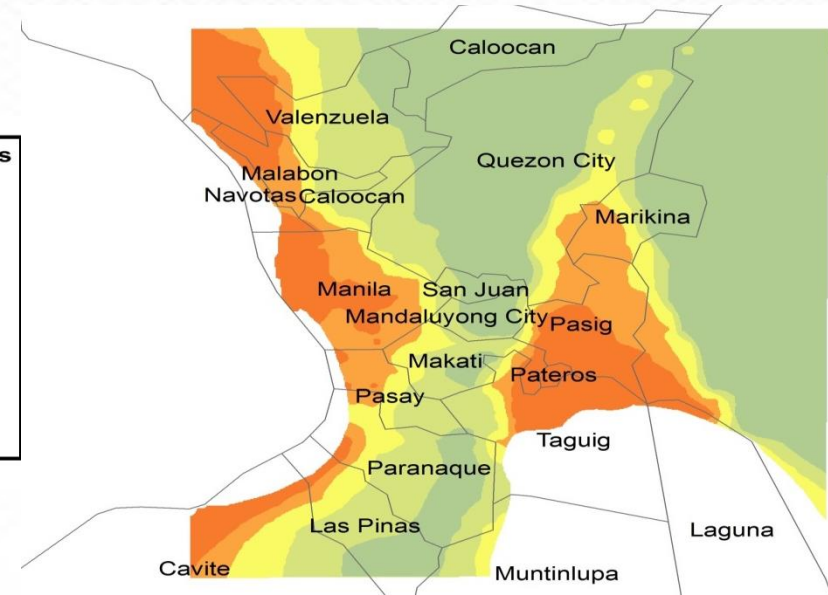 s
Caloocan
Valenzuela
Quezon City
Malabon
Navotas Caloocan
Marikina
Manila
San Juan
Mandaluyong City
Pasig
Makati
Pateros
Pasay
Taguig
Paranaque
Las Pinas
Laguna
Cavite
Muntinlupa